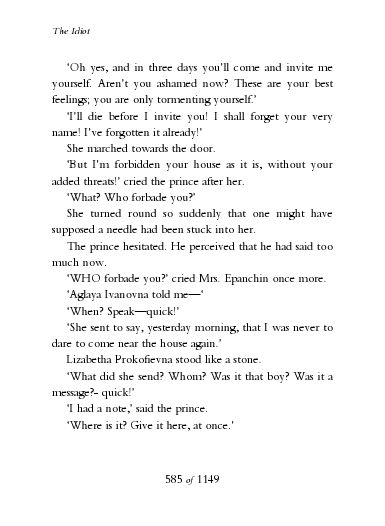 The Idiot
‘Oh yes, and in three days you’ll come and invite me
yourself. Aren’t you ashamed now? These are your best
feelings; you are only tormenting yourself.’
‘I’ll die before I invite you! I shall forget your very
name! I’ve forgotten it already!’
She marched towards the door.
‘But I’m forbidden your house as it is, without your
added threats!’ cried the prince after her.
‘What? Who forbade you?’
She turned round so suddenly that one might have
supposed a needle had been stuck into her.
The prince hesitated. He perceived that he had said too
much now.
‘WHO forbade you?’ cried Mrs. Epanchin once more.
‘Aglaya Ivanovna told me—‘
‘When? Speak—quick!’
‘She sent to say, yesterday morning, that I was never to
dare to come near the house again.’
Lizabetha Prokofievna stood like a stone.
‘What did she send? Whom? Was it that boy? Was it a
message?- quick!’
‘I had a note,’ said the prince.
‘Where is it? Give it here, at once.’
585 of 1149